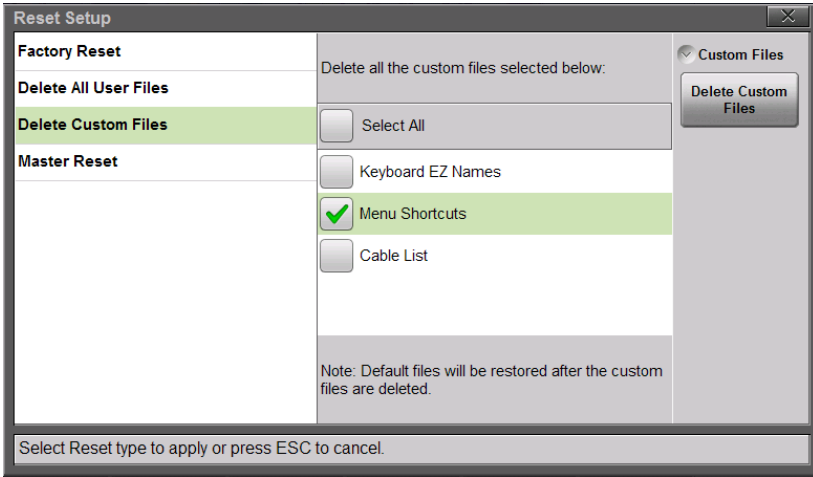 Reset Setup
Factory Reset
Delete All User Files
Delete Custom Files
Master Reset
Delete all the custom files selected below:
Select All
Keyboard EZ Names
Menu Shortcuts
Cable List
Note: Default files will be restored after the custom
files are deleted.
Custom Files
Delete Custom
Files
Select Reset type to apply or press ESC to cancel.